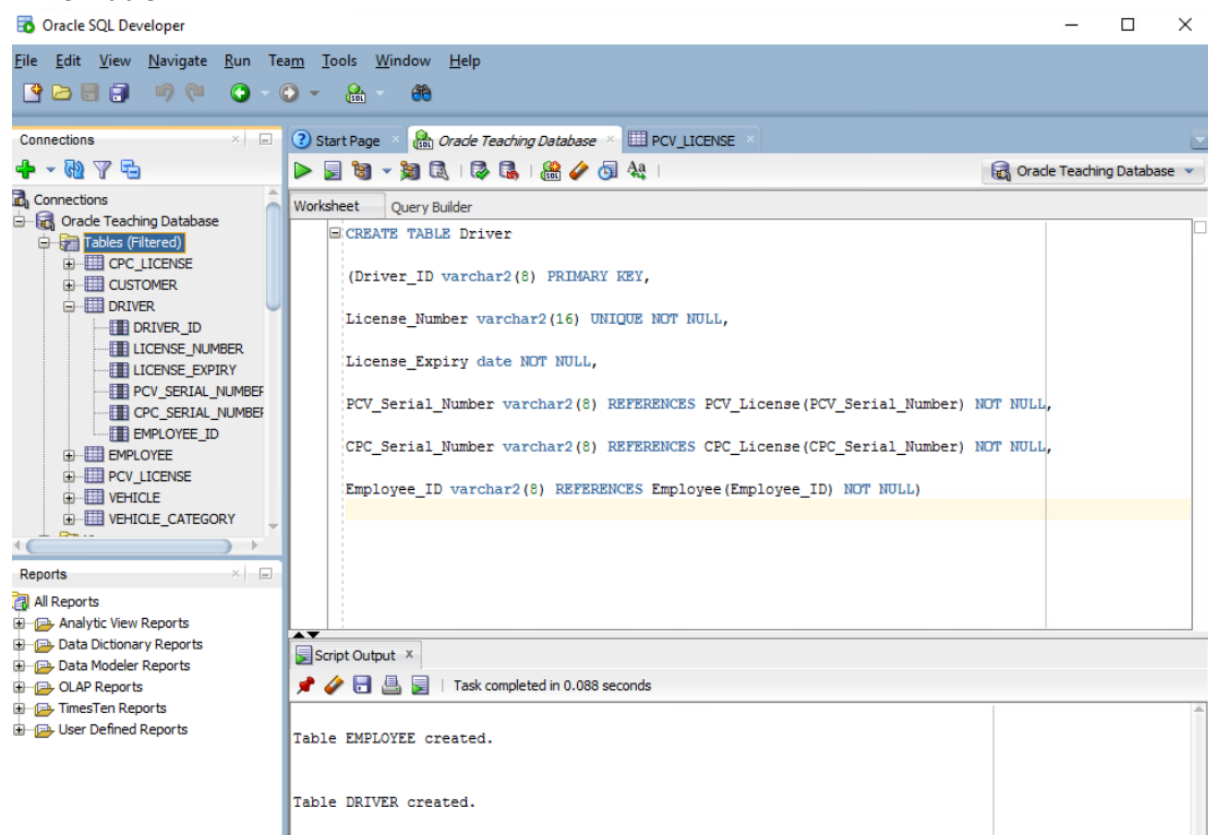 Oracle SQL Developer
File Edit View Navigate Run Team Tools Window Help
Connections
Start Page
Oracle Teaching Database
PCV_LICENSE
Oracle Teaching Database
Connections
Oracle Teaching Database
Tables (Filtered)
CPC_LICENSE
CUSTOMER
DRIVER
DRIVER_ID
LICENSE_NUMBER
LICENSE_EXPIRY
PCV_SERIAL_NUMBER
CPC_SERIAL_NUMBER
EMPLOYEE_ID
EMPLOYEE
PCV_LICENSE
VEHICLE
VEHICLE_CATEGORY
Worksheet Query Builder
CREATE TABLE Driver
(Driver_ID varchar2(8) PRIMARY KEY,
License_Number varchar2(16) UNIQUE NOT NULL,
License_Expiry date NOT NULL,
PCV_Serial_Number varchar2(8) REFERENCES PCV_License(PCV_Serial_Number) NOT NULL,
CPC_Serial_Number varchar2(8) REFERENCES CPC_License(CPC_Serial_Number) NOT NULL,
Employee_ID varchar2(8) REFERENCES Employee(Employee_ID) NOT NULL)
Reports
All Reports
Analytic View Reports
Data Dictionary Reports
Data Modeler Reports
OLAP Reports
TimesTen Reports
User Defined Reports
Script Output
Task completed in 0.088 seconds
Table EMPLOYEE created.
Table DRIVER created.